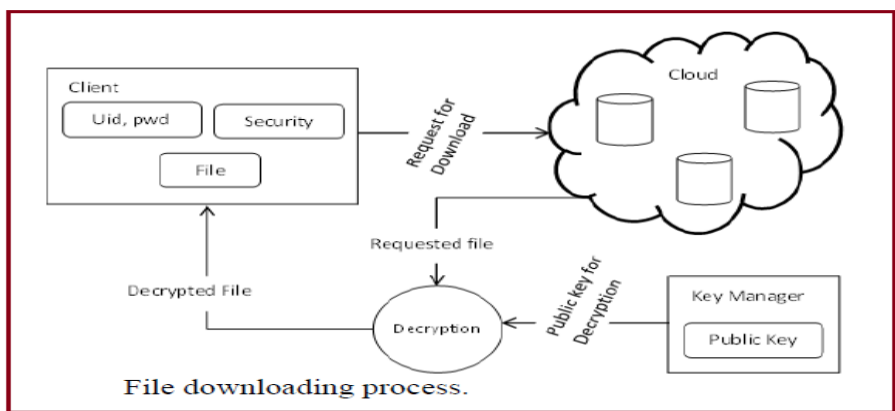 Client
Uid, pwd
Security
File
Request for
Download
Cloud
Requested file
Decrypted File
Decryption
Public key for
Decryption
Key Manager
Public Key
File downloading process.